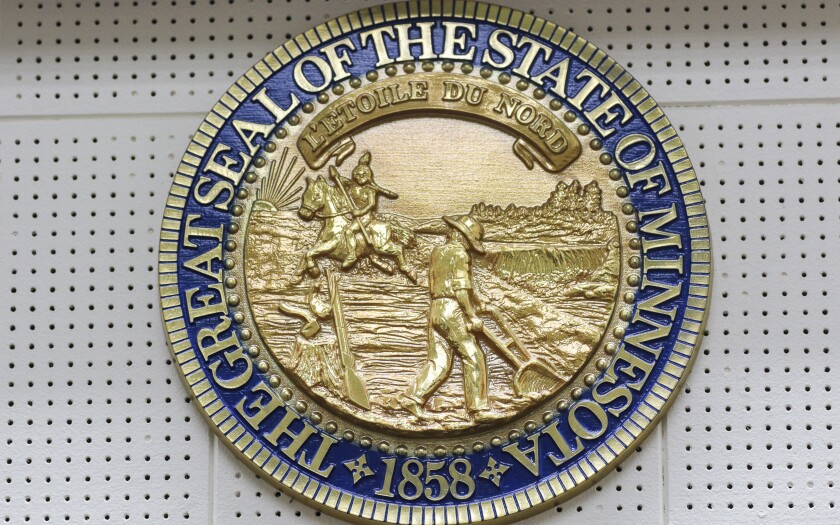 THE GREAT SEAL OF THE STATE OF MINNESOTA
L'ETOILE DU NORD
1858